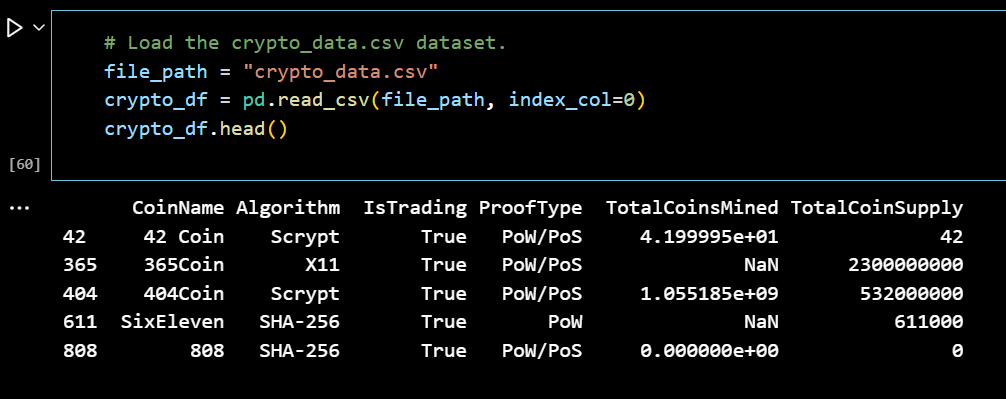 # Load the crypto_data.csv dataset.
file_path = "crypto_data.csv"
crypto_df = pd.read_csv(file_path, index_col=0)
crypto_df.head()
[60]
... CoinName Algorithm IsTrading ProofType TotalCoinsMined TotalCoinSupply
42 42 Coin Scrypt True PoW/PoS 4.199995e+01 42
365 365Coin X11 True PoW/PoS NaN 2300000000
404 404Coin Scrypt True PoW/PoS 1.055185e+09 532000000
611 SixEleven SHA-256 True PoW NaN 611000
808 808 SHA-256 True PoW/PoS 0.000000e+00 0